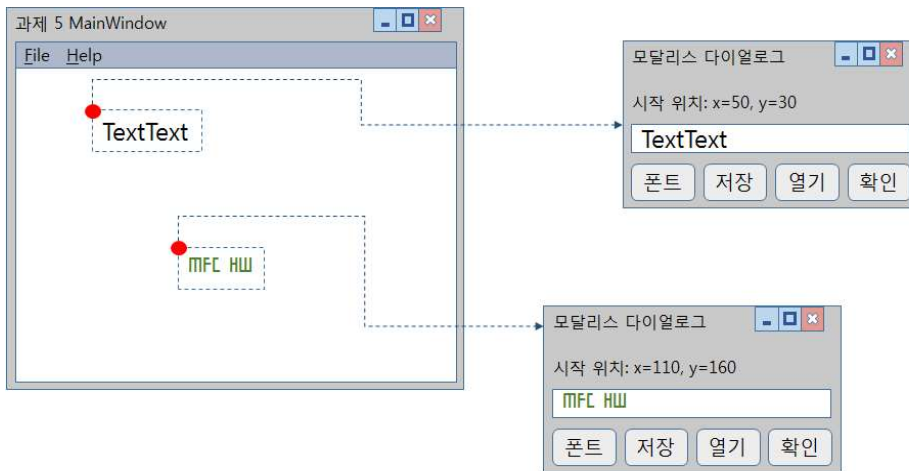 과제 5 MainWindow
File Help
TextText
MFC HW
모달리스 다이얼로그
시작 위치: x=50, y=30
TextText
폰트 저장 열기 확인
모달리스 다이얼로그
시작 위치: x=110, y=160
MFC HW
폰트 저장 열기 확인